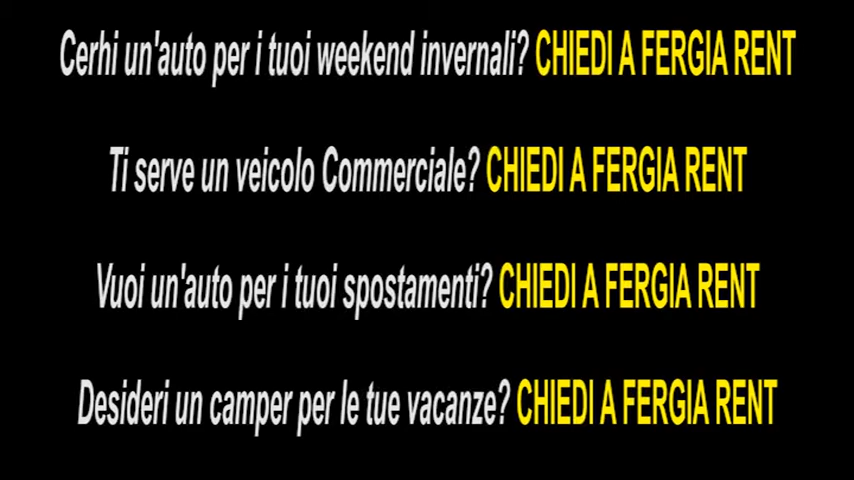 Cerhi un'auto per i tuoi weekend invernali? CHIEDI A FERGIA RENT
Ti serve un veicolo Commerciale? CHIEDI A FERGIA RENT
Vuoi un'auto per i tuoi spostamenti? CHIEDI A FERGIA RENT
Desideri un camper per le tue vacanze? CHIEDI A FERGIA RENT